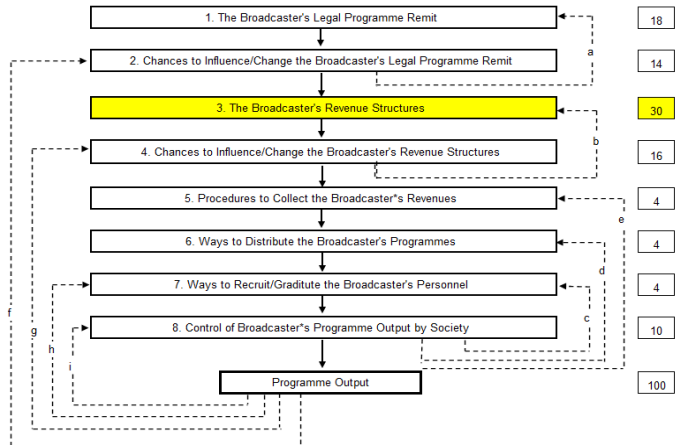 1. The Broadcaster's Legal Programme Remit
18
a
2. Chances to Influence/Change the Broadcaster's Legal Programme Remit
14
3. The Broadcaster's Revenue Structures
30
b
4. Chances to Influence/Change the Broadcaster's Revenue Structures
16
5. Procedures to Collect the Broadcaster*s Revenues
4
e
6. Ways to Distribute the Broadcaster's Programmes
4
d
7. Ways to Recruit/Graditute the Broadcaster's Personnel
4
f
g
h
c
8. Control of Broadcaster*s Programme Output by Society
10
i
Programme Output
100